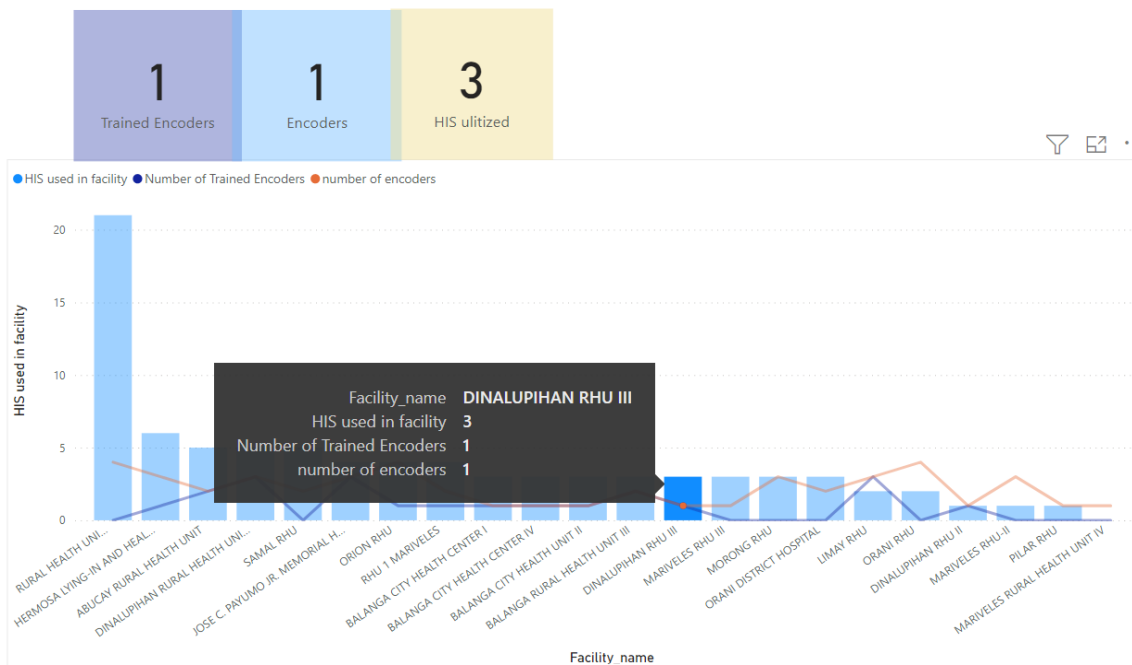 1
Trained Encoders
1
Encoders
3
HIS ulitized
HIS used in facility
Number of Trained Encoders
number of encoders
20
15
10
5
0
HIS used in facility
Facility_name DINALUPIHAN RHU III
HIS used in facility 3
Number of Trained Encoders 1
number of encoders 1
RURAL HEALTH UNI...
HERMOSA LYING-IN AND HEAL...
ABUCAY RURAL HEALTH UNIT
DINALUPIHAN RURAL HEALTH UNI...
SAMAL RHU
JOSE C. PAYUMO JR. MEMORIAL H...
ORION RHU
RHU 1 MARIVELES
BALANGA CITY HEALTH CENTER I
BALANGA CITY HEALTH CENTER IV
BALANGA CITY HEALTH UNIT II
BALANGA RURAL HEALTH UNIT III
DINALUPIHAN RHU III
MARIVELES RHU III
MORONG RHU
ORANI DISTRICT HOSPITAL
LIMAY RHU
ORANI RHU
DINALUPIHAN RHU II
MARIVELES RHU-II
PILAR RHU
MARIVELES RURAL HEALTH UNIT IV
Facility_name